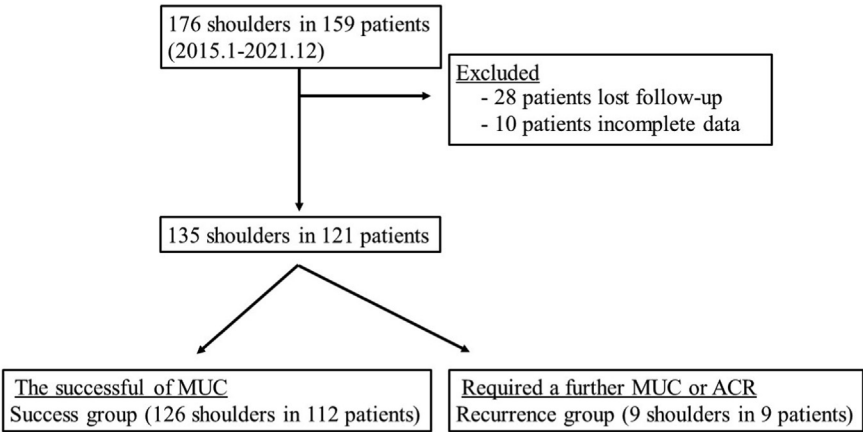 176 shoulders in 159 patients
(2015.1-2021.12)
Excluded
- 28 patients lost follow-up
- 10 patients incomplete data
135 shoulders in 121 patients
The successful of MUC
Success group (126 shoulders in 112 patients)
Required a further MUC or ACR
Recurrence group (9 shoulders in 9 patients)